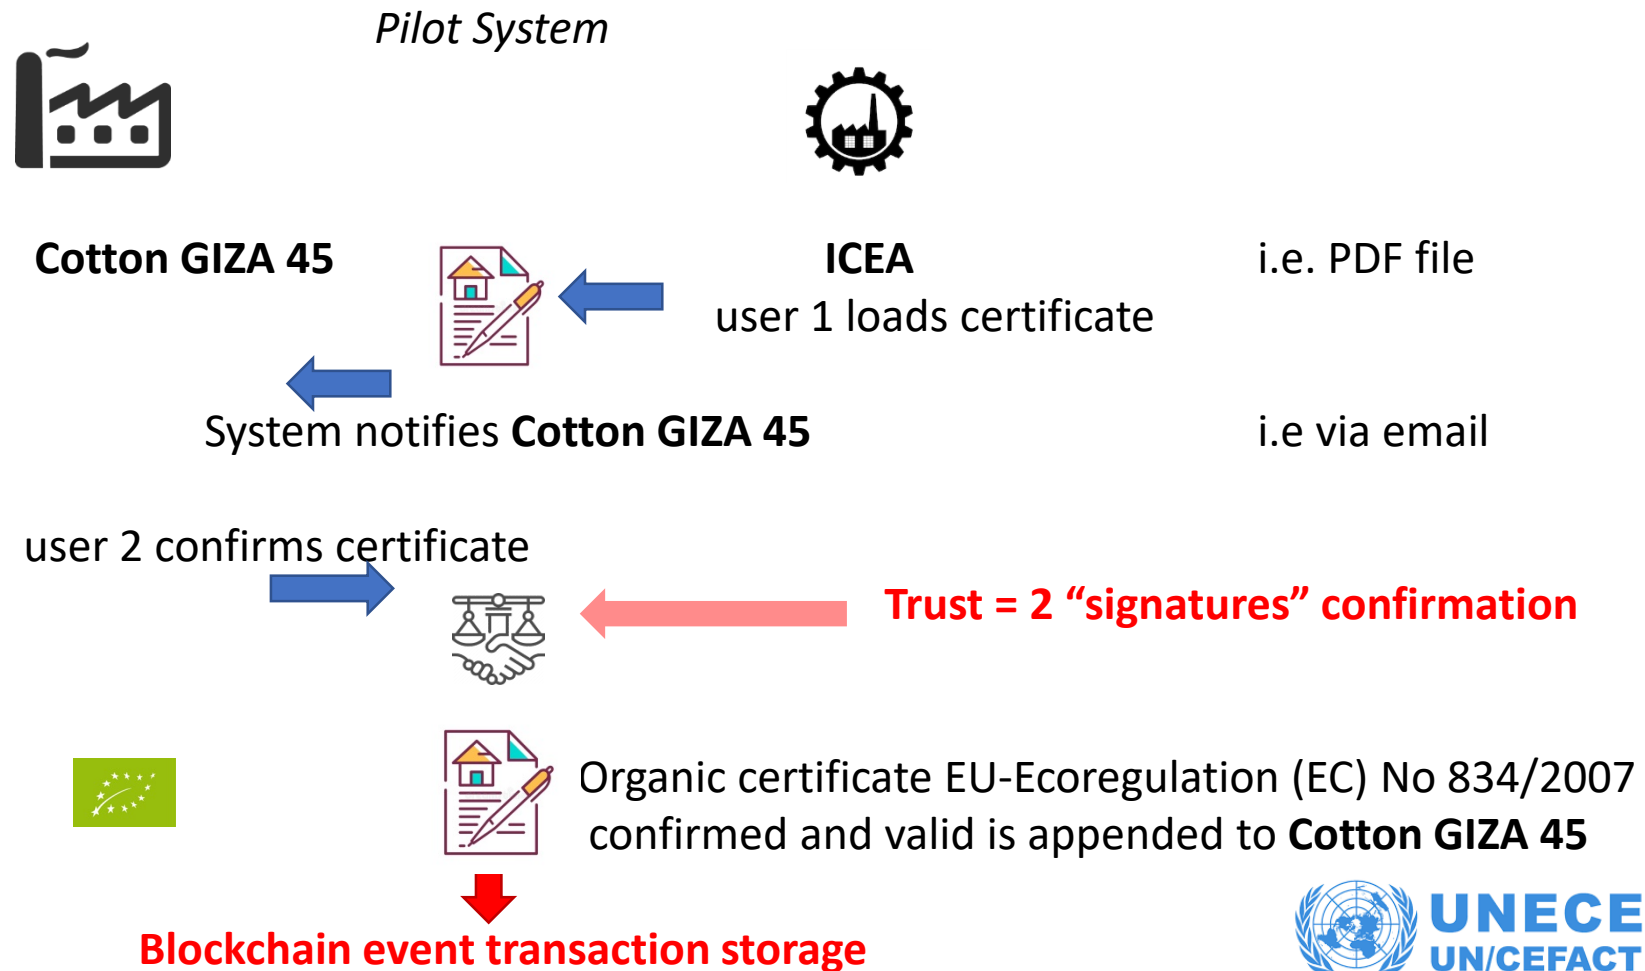 Pilot System
Cotton GIZA 45
ICEA
i.e. PDF file
user 1 loads certificate
System notifies Cotton GIZA 45
i.e via email
user 2 confirms certificate
Trust = 2 “signatures” confirmation
Organic certificate EU-Ecoregulation (EC) No 834/2007
confirmed and valid is appended to Cotton GIZA 45
Blockchain event transaction storage
UNECE
UN/CEFACT